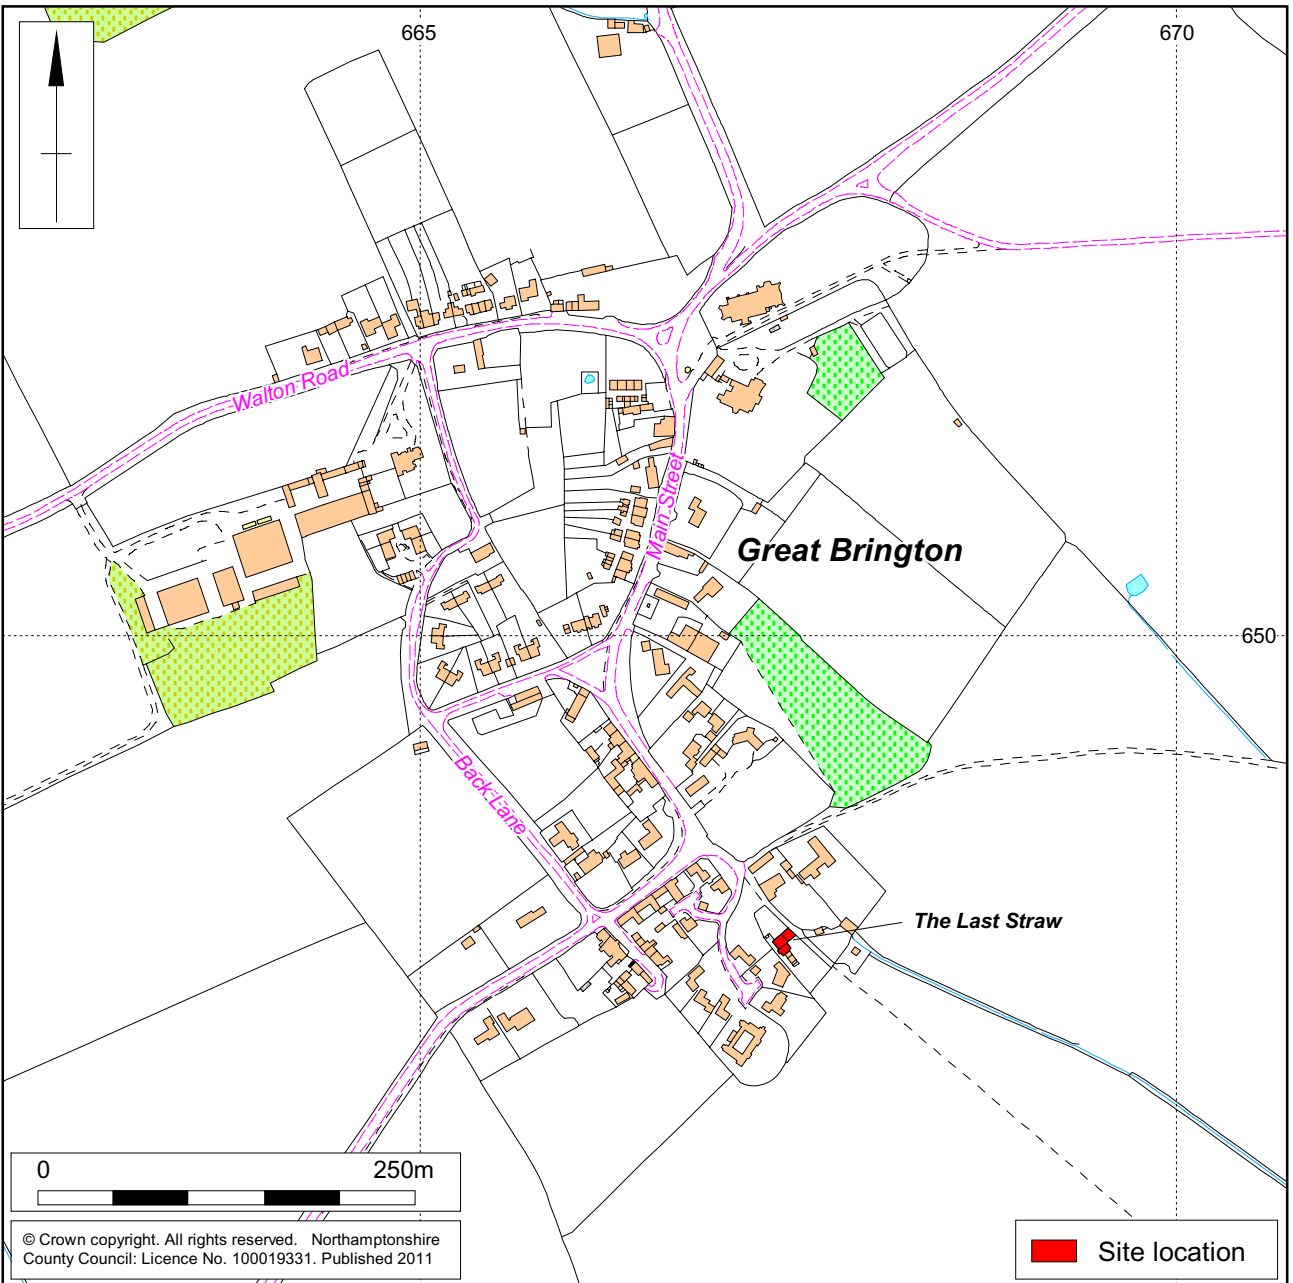 665
670
Walton Road
Main Street
Great Brington
650
Back Lane
The Last Straw
0 250m
© Crown copyright. All rights reserved. Northamptonshire
County Council: Licence No. 100019331. Published 2011
Site location